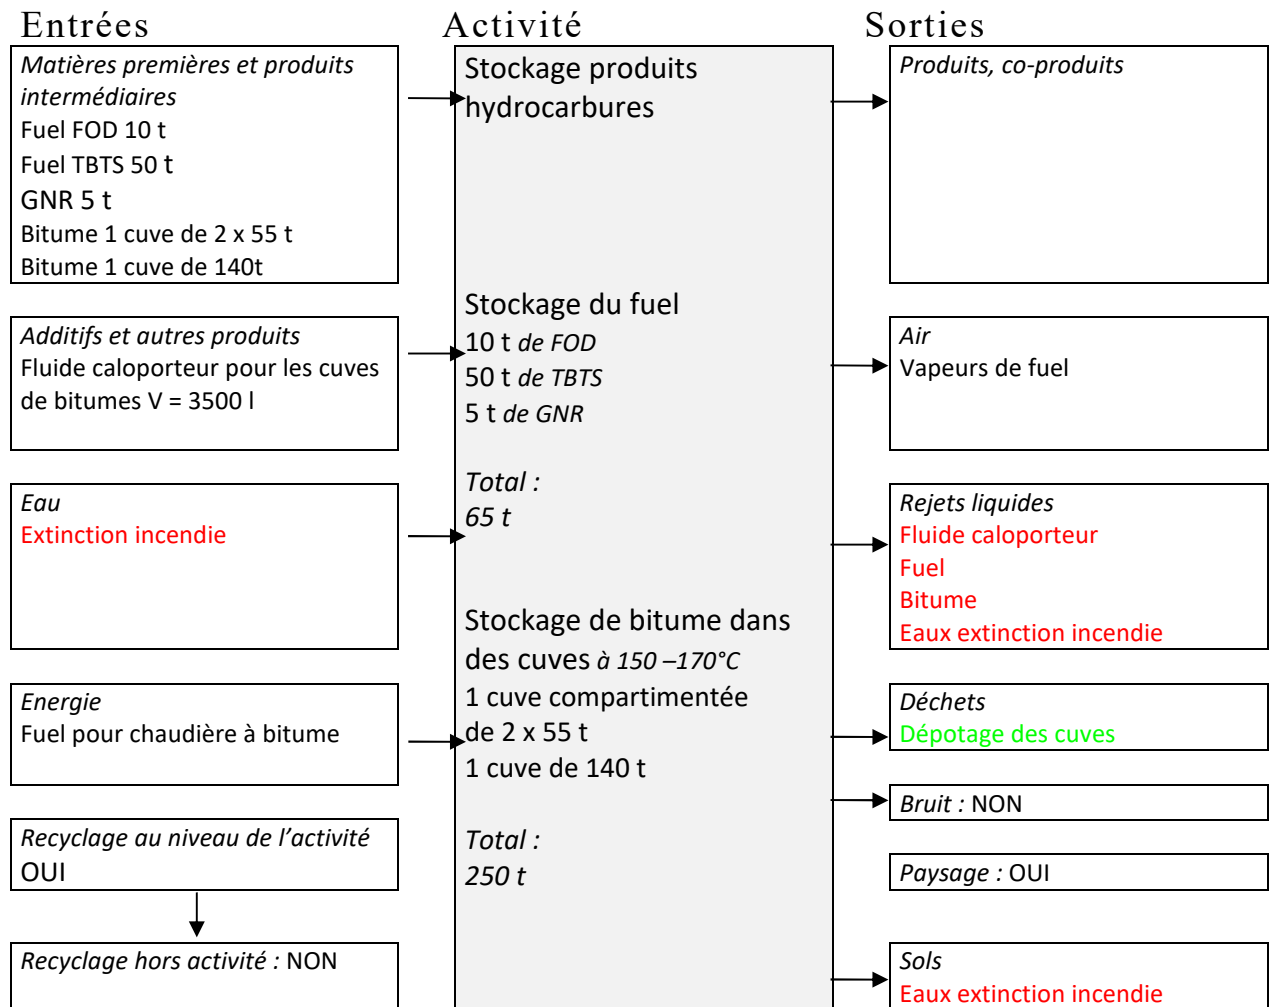 Entrées
Matières premières et produits
intermédiaires
Fuel FOD 10 t
Fuel TBTS 50 t
GNR 5 t
Bitume 1 cuve de 2 x 55 t
Bitume 1 cuve de 140t
Additifs et autres produits
Fluide caloporteur pour les cuves
de bitumes V = 3500 l
Eau
Extinction incendie
Energie
Fuel pour chaudière à bitume
Recyclage au niveau de l’activité
OUI
Recyclage hors activité : NON
Activité
Stockage produits
hydrocarbures
Stockage du fuel
10 t de FOD
50 t de TBTS
5 t de GNR
Total :
65 t
Stockage de bitume dans
des cuves à 150 –170°C
1 cuve compartimentée
de 2 x 55 t
1 cuve de 140 t
Total :
250 t
Sorties
Produits, co-produits
Air
Vapeurs de fuel
Rejets liquides
Fluide caloporteur
Fuel
Bitume
Eaux extinction incendie
Déchets
Dépotage des cuves
Bruit : NON
Paysage : OUI
Sols
Eaux extinction incendie